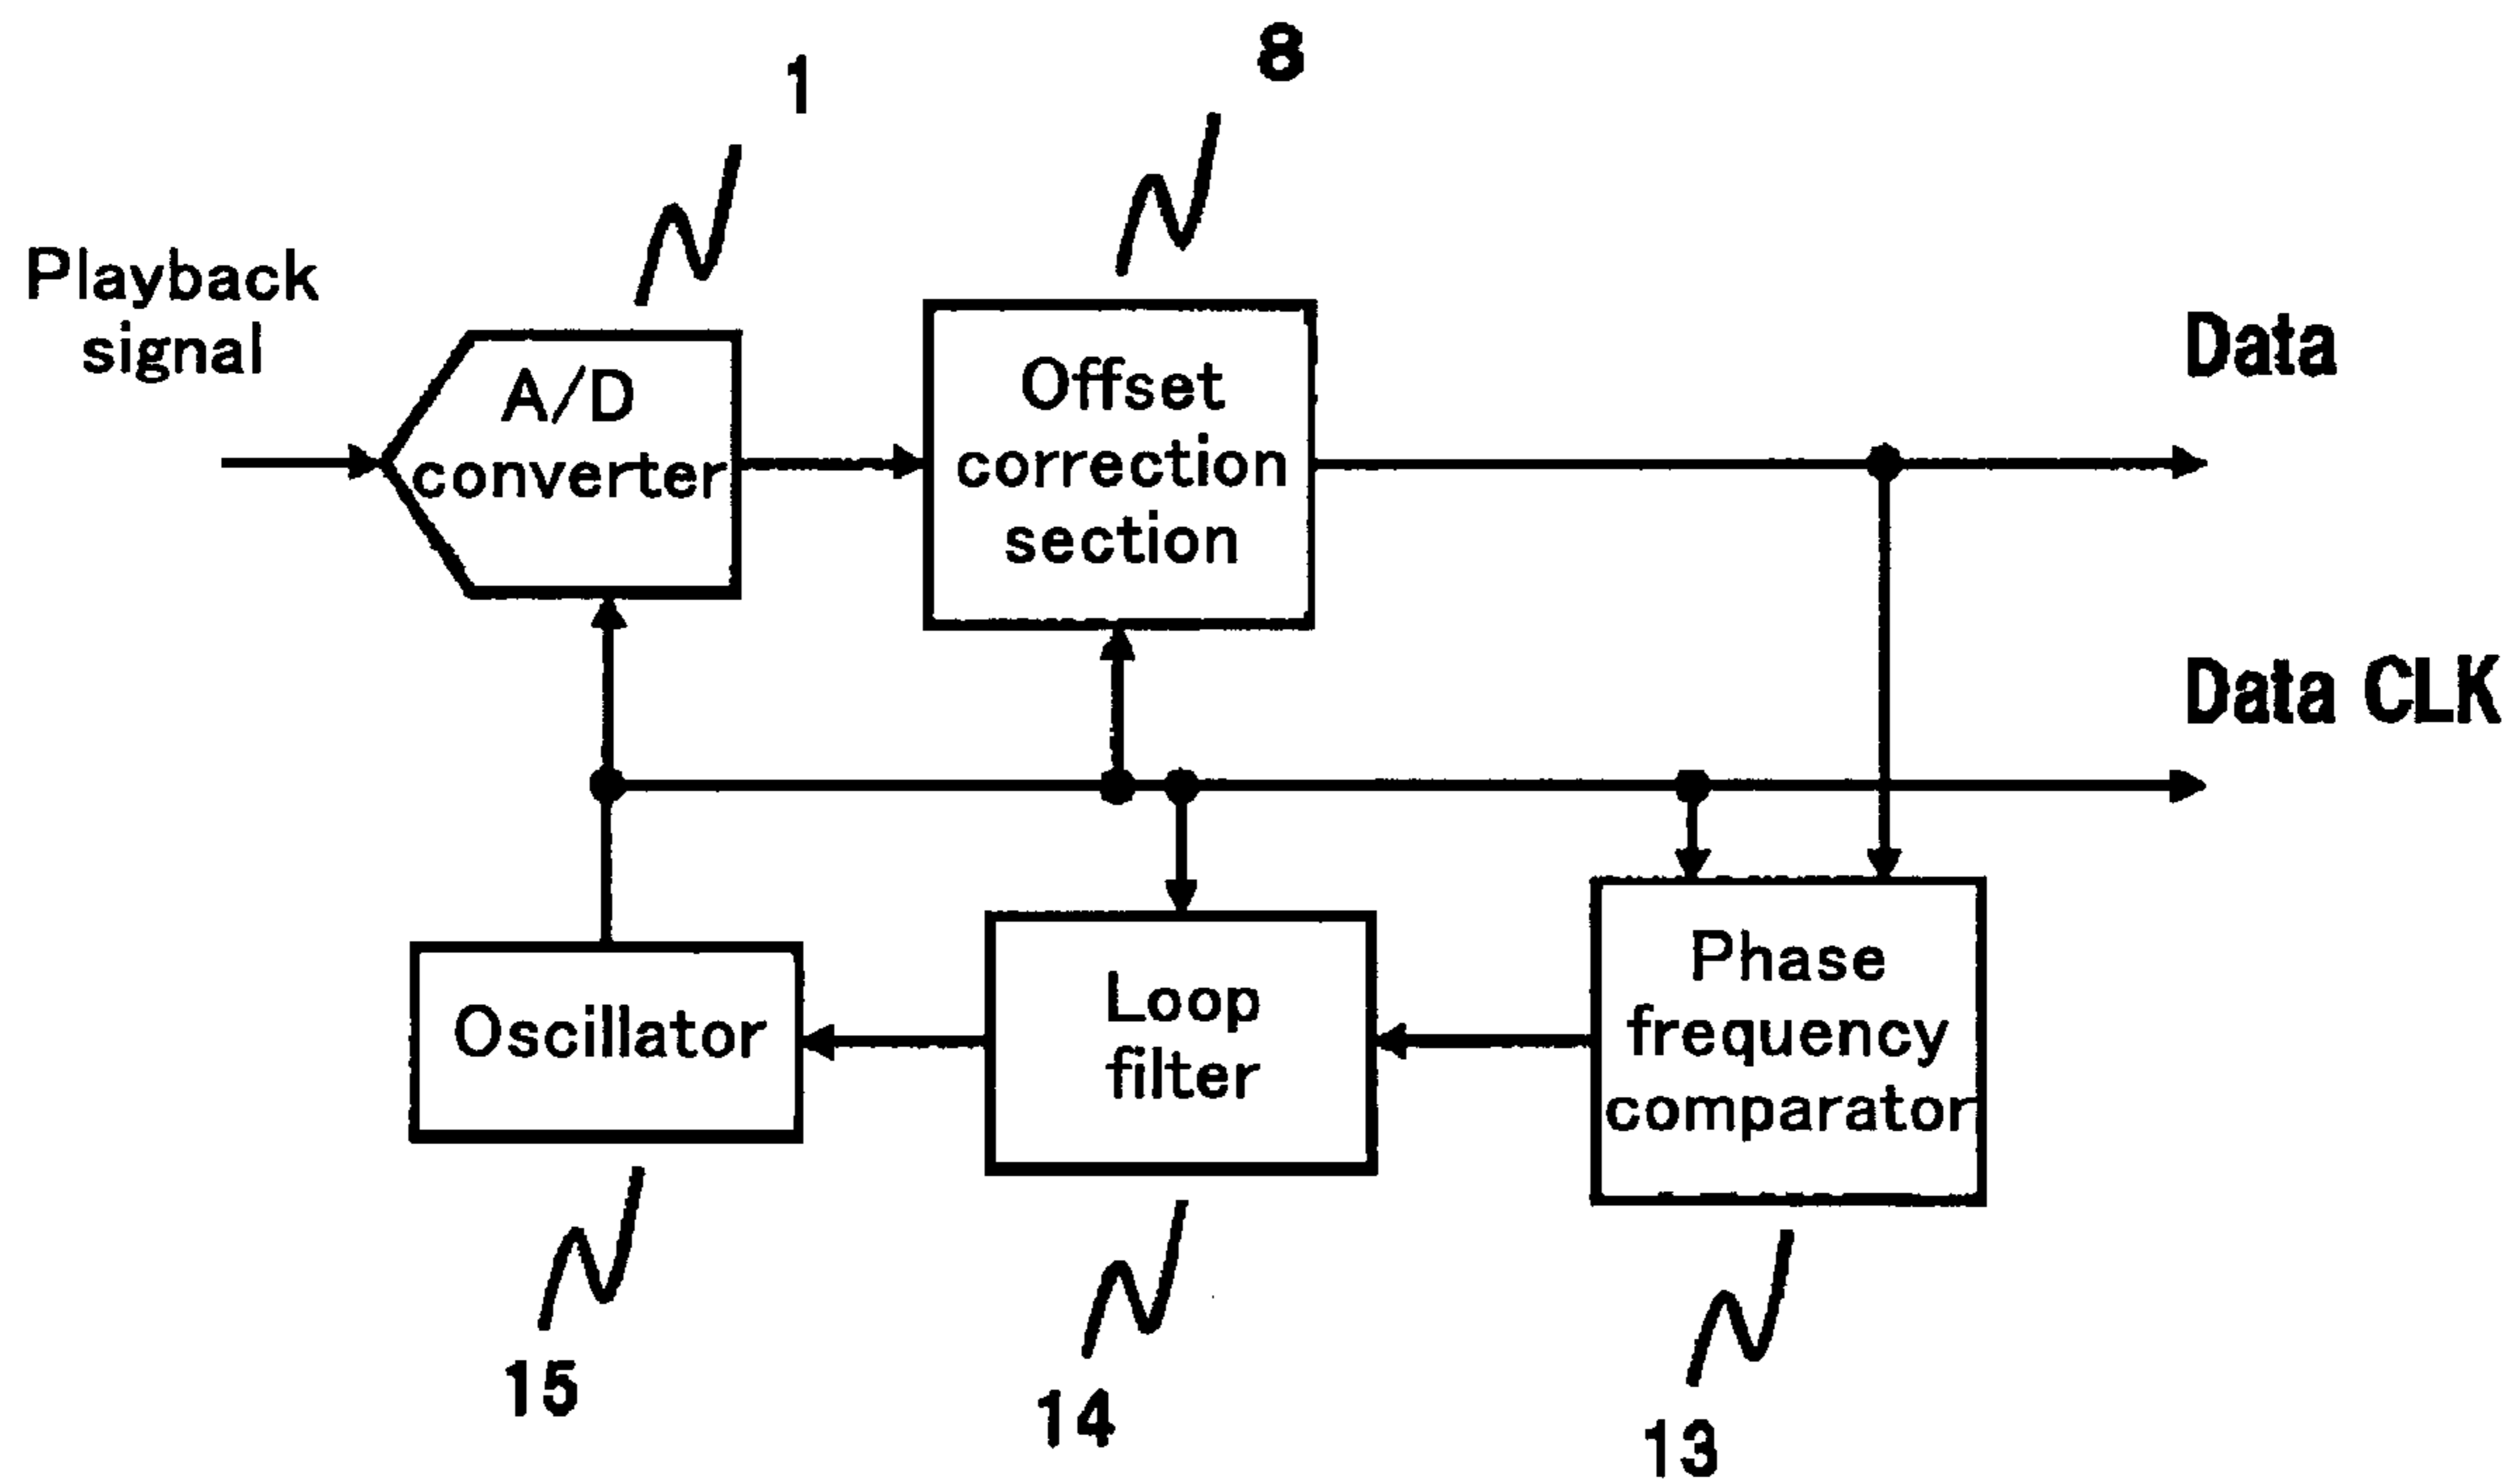 1
8
Playback
signal
A/D
converter
Offset
correction
section
Data
Data CLK
Oscillator
Loop
filter
Phase
frequency
comparator
15
14
13